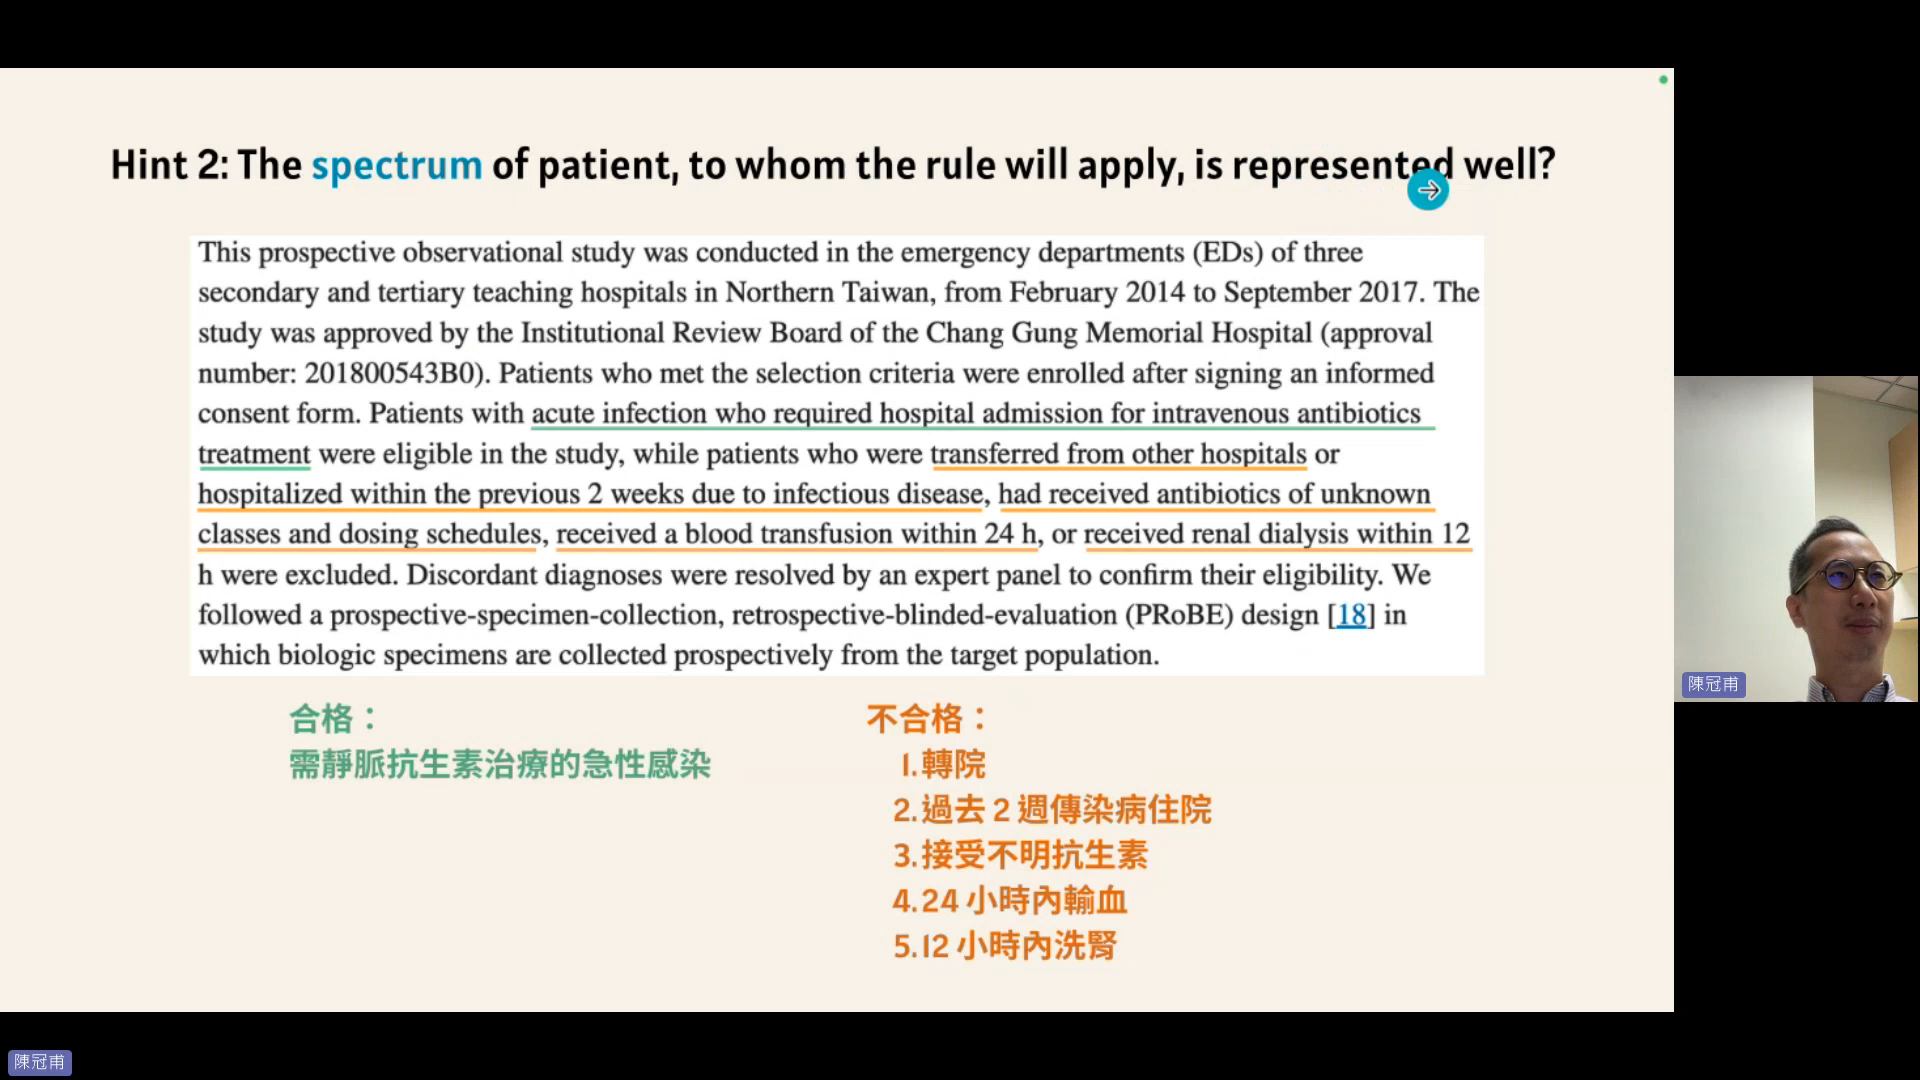 Hint 2: The spectrum of patient, to whom the rule will apply, is represented well?
This prospective observational study was conducted in the emergency departments (EDs) of three
secondary and tertiary teaching hospitals in Northern Taiwan, from February 2014 to September 2017. The
study was approved by the Institutional Review Board of the Chang Gung Memorial Hospital (approval
number: 201800543B0). Patients who met the selection criteria were enrolled after signing an informed
consent form. Patients with acute infection who required hospital admission for intravenous antibiotics
treatment were eligible in the study, while patients who were transferred from other hospitals or
hospitalized within the previous 2 weeks due to infectious disease, had received antibiotics of unknown
classes and dosing schedules, received a blood transfusion within 24 h, or received renal dialysis within 12
h were excluded. Discordant diagnoses were resolved by an expert panel to confirm their eligibility. We
followed a prospective-specimen-collection, retrospective-blinded-evaluation (PRoBE) design [18] in
which biologic specimens are collected prospectively from the target population.
合格：
需靜脈抗生素治療的急性感染
不合格：
1.轉院
2.過去 2 週傳染病住院
3.接受不明抗生素
4.24 小時內輸血
5.12 小時內洗腎
陳冠甫
陳冠甫